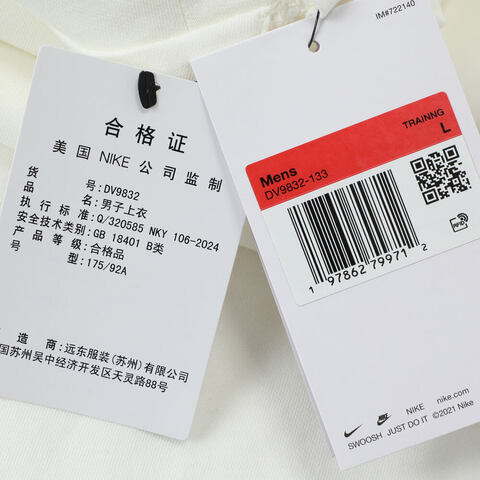 合格证
美国 NIKE 公司监制
货 号:DV9832
品 名:男子上衣
执行标准:Q/320585 NKY 106-2024
安全技术类别:GB 18401 B类
产品等级:合格品
号 型:175/92A
造商:远东服装(苏州)有限公司
国苏州吴中经济开发区天灵路88号
IM#722140
TRAINNG
L
Mens
DV9832-133
1 97862 79971 2
RFID
NIKE nike.com
SWOOSH JUST DO IT ©2021 Nike